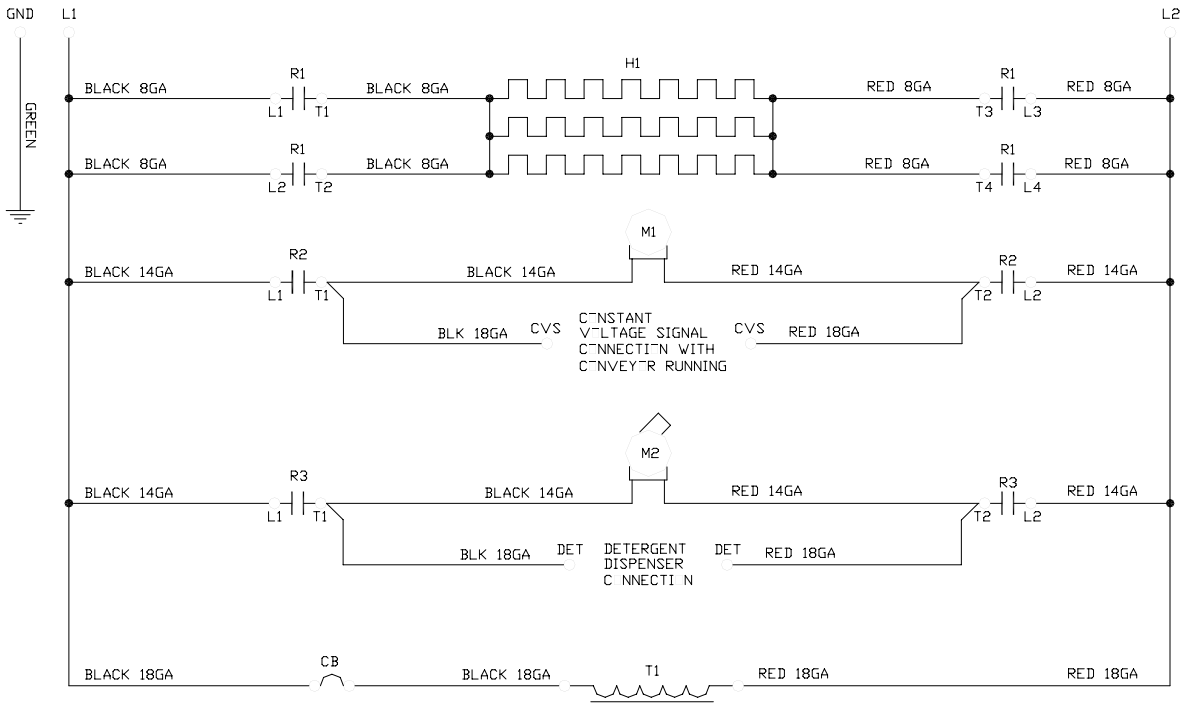 GND L1 L2
H1
R1 R1
BLACK 8GA BLACK 8GA RED 8GA RED 8GA
L1 T1 T3 L3
GREEN
R1 R1
BLACK 8GA BLACK 8GA RED 8GA RED 8GA
L2 T2 T4 L4
M1
R2 R2
BLACK 14GA BLACK 14GA RED 14GA RED 14GA
L1 T1 T2 L2
C NSTANT
BLK 18GA CVS V LTAGE SIGNAL CVS RED 18GA
C NNECTI N WITH
C NVEY R RUNNING
M2
R3 R3
BLACK 14GA BLACK 14GA RED 14GA RED 14GA
L1 T1 T2 L2
BLK 18GA DET DETERGENT DET RED 18GA
DISPENSER
C NNECTI N
CB T1
BLACK 18GA BLACK 18GA RED 18GA RED 18GA